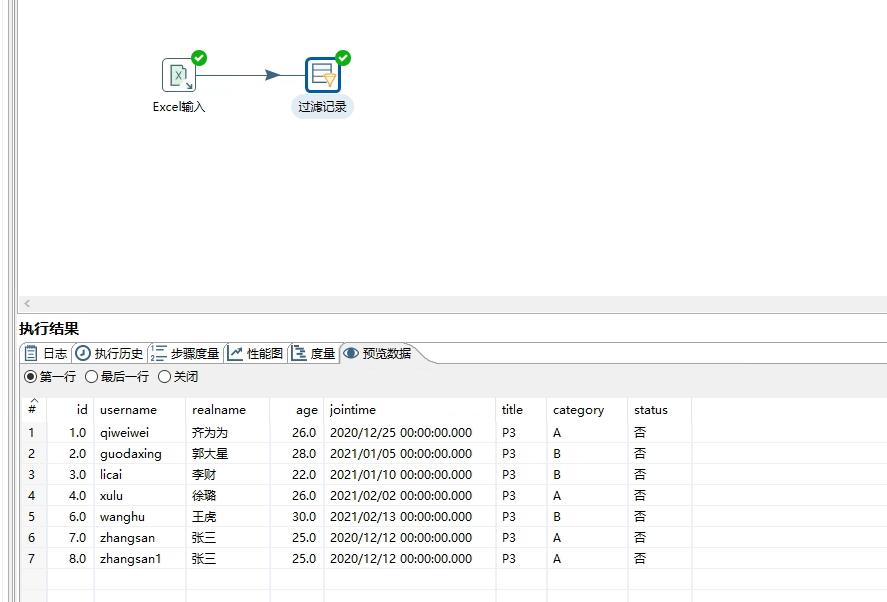 Excel输入 过滤记录
执行结果
日志 执行历史 步骤度量 性能图 度量 预览数据
第一行 最后一行 关闭
# id username realname age jointime title category status
1 1.0 qiweiwei 齐为为 26.0 2020/12/25 00:00:00.000 P3 A 否
2 2.0 guodaxing 郭大星 28.0 2021/01/05 00:00:00.000 P3 B 否
3 3.0 licai 李财 22.0 2021/01/10 00:00:00.000 P3 B 否
4 4.0 xulu 徐璐 26.0 2021/02/02 00:00:00.000 P3 A 否
5 6.0 wanghu 王虎 30.0 2021/02/13 00:00:00.000 P3 B 否
6 7.0 zhangsan 张三 25.0 2020/12/12 00:00:00.000 P3 A 否
7 8.0 zhangsan1 张三 25.0 2020/12/12 00:00:00.000 P3 A 否